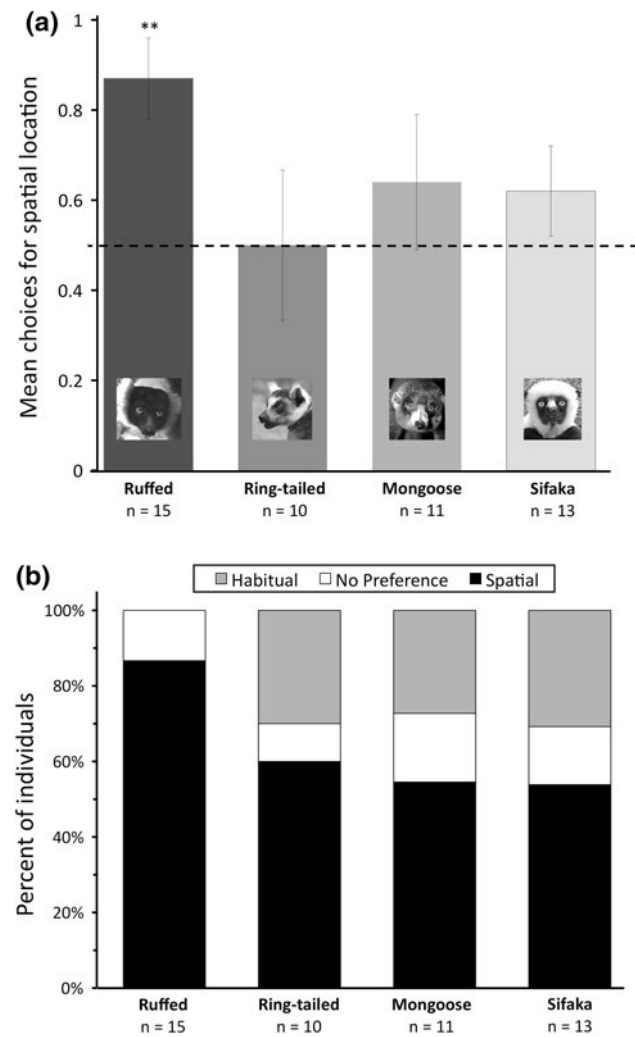 (a)
**
Mean choices for spatial location
1
0.8
0.6
0.4
0.2
0
Ruffed Ring-tailed Mongoose Sifaka
n = 15 n = 10 n = 11 n = 13
(b)
Habitual No Preference Spatial
Percent of individuals
100%
80%
60%
40%
20%
0%
Ruffed Ring-tailed Mongoose Sifaka
n = 15 n = 10 n = 11 n = 13